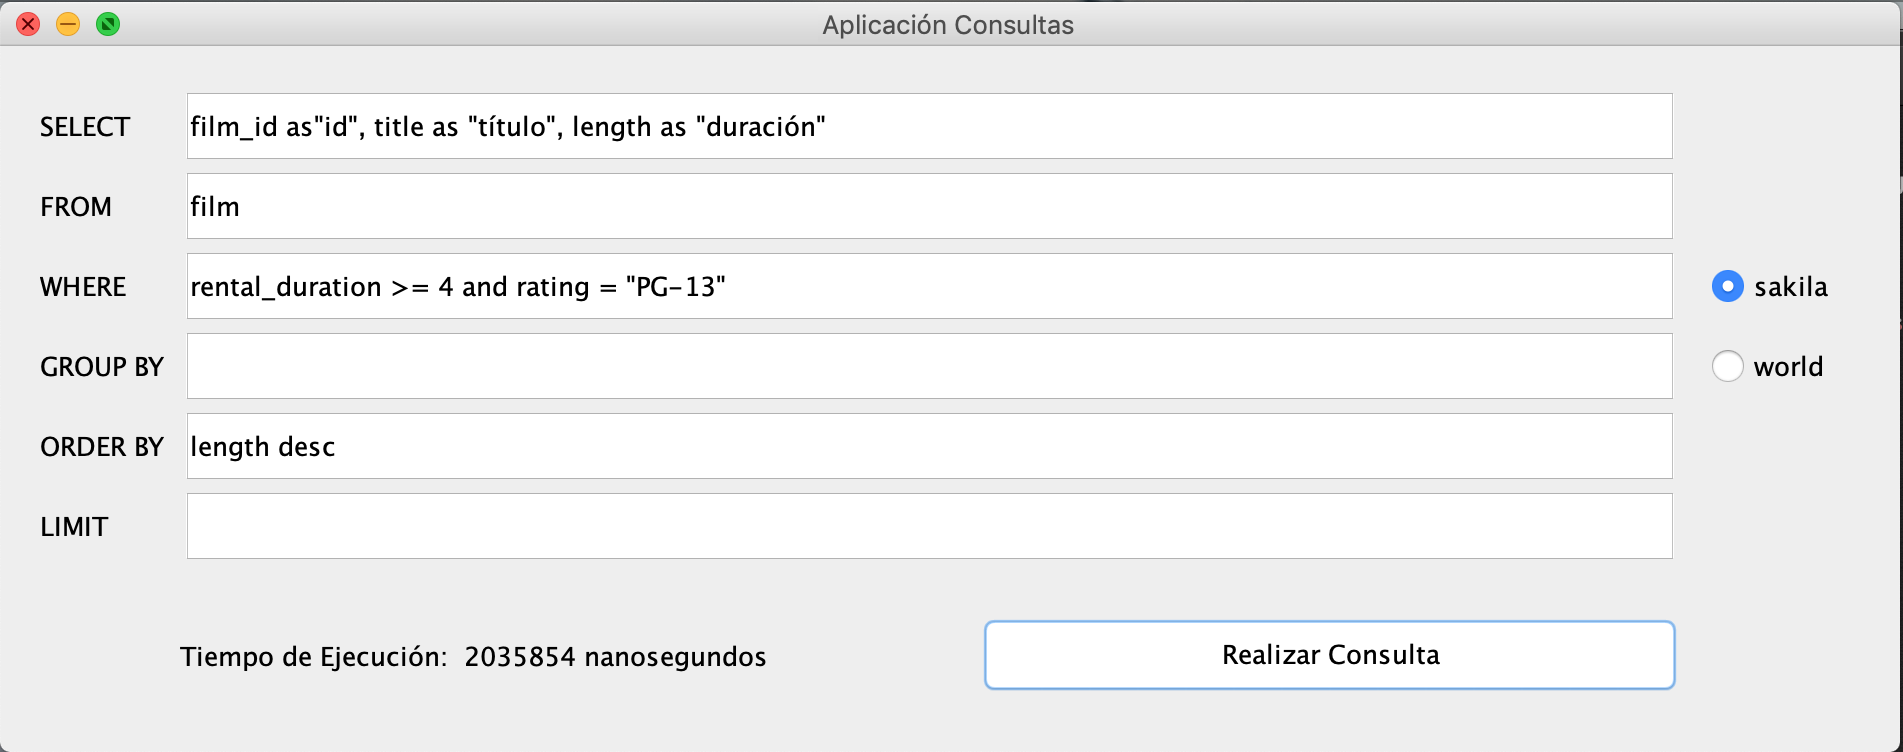 Aplicación Consultas
SELECT film_id as"id", title as "título", length as "duración"
FROM film
WHERE rental_duration >= 4 and rating = "PG-13" sakila
GROUP BY world
ORDER BY length desc
LIMIT
Tiempo de Ejecución: 2035854 nanosegundos Realizar Consulta